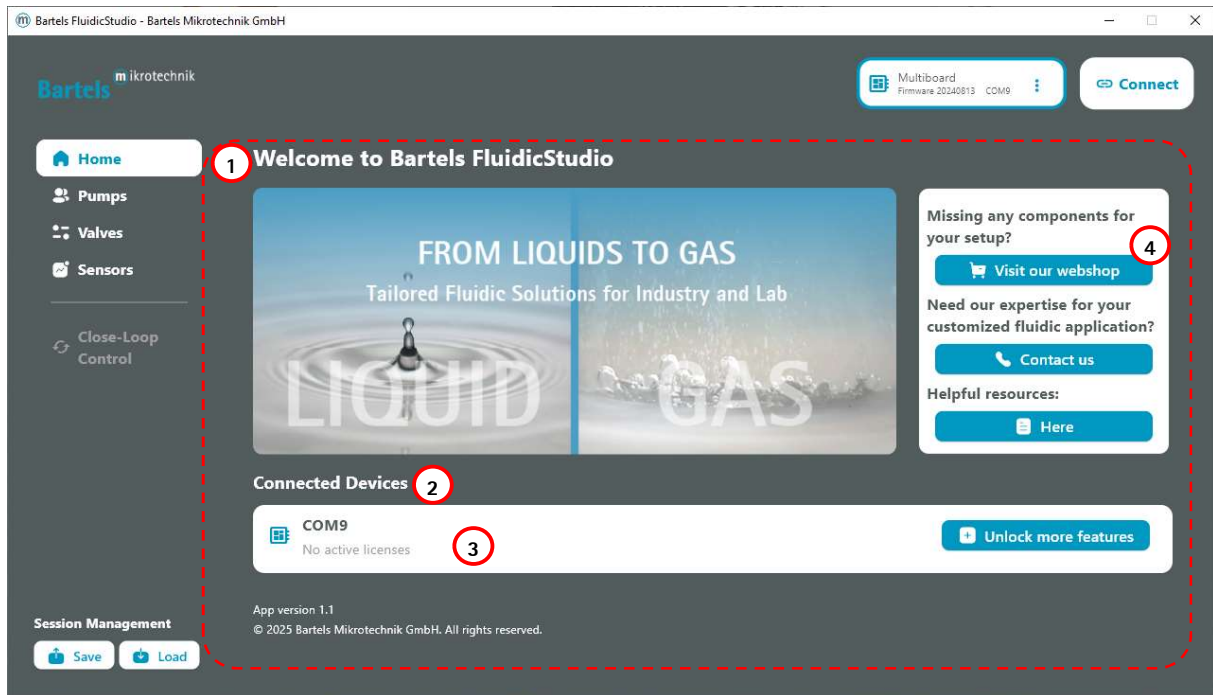 Bartels FluidicStudio - Bartels Mikrotechnik GmbH
Bartels mikrotechnik
Multiboard
Firmware 20240813 COM9
Connect
Home
Pumps
Valves
Sensors
Close-Loop
Control
Session Management
Save
Load
1
Welcome to Bartels FluidicStudio
FROM LIQUIDS TO GAS
Tailored Fluidic Solutions for Industry and Lab
LIQUID
GAS
Missing any components for
your setup?
4
Visit our webshop
Need our expertise for your
customized fluidic application?
Contact us
Helpful resources:
Here
Connected Devices
2
COM9
No active licenses
3
Unlock more features
App version 1.1
© 2025 Bartels Mikrotechnik GmbH. All rights reserved.